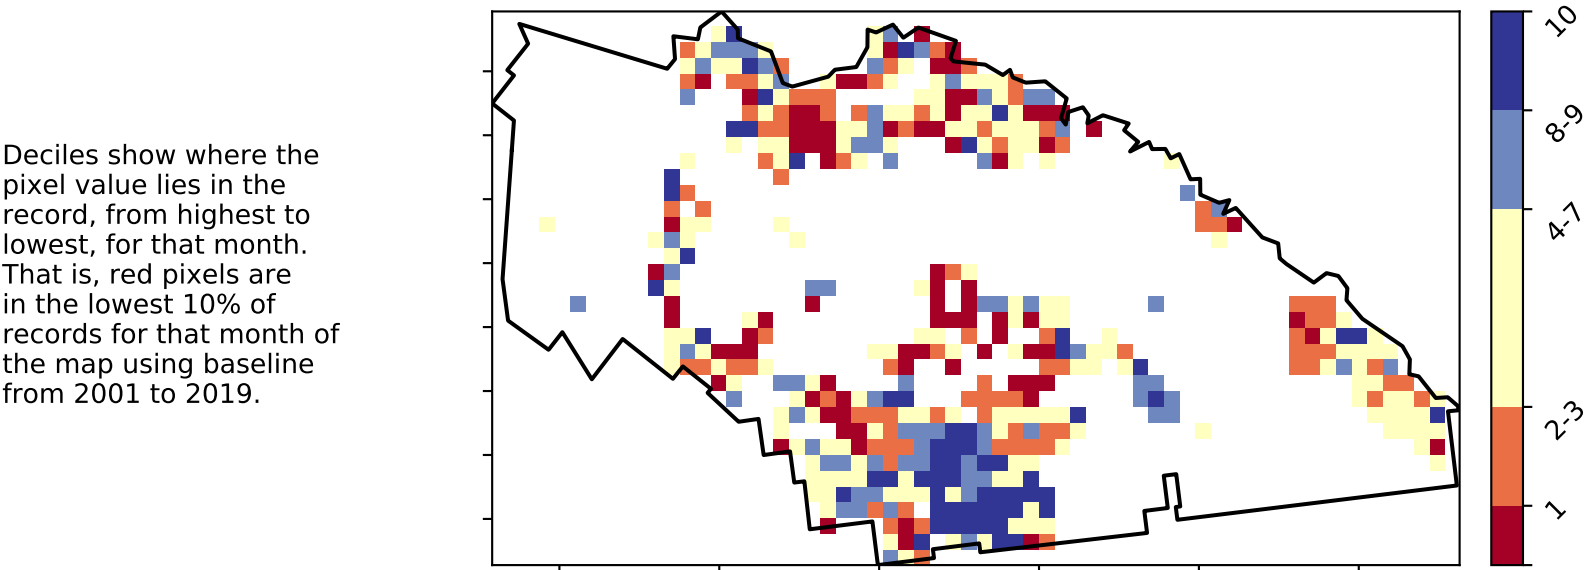 Deciles show where the
pixel value lies in the
record, from highest to
lowest, for that month.
That is, red pixels are
in the lowest 10% of
records for that month of
the map using baseline
from 2001 to 2019.
10
8-9
4-7
2-3
1